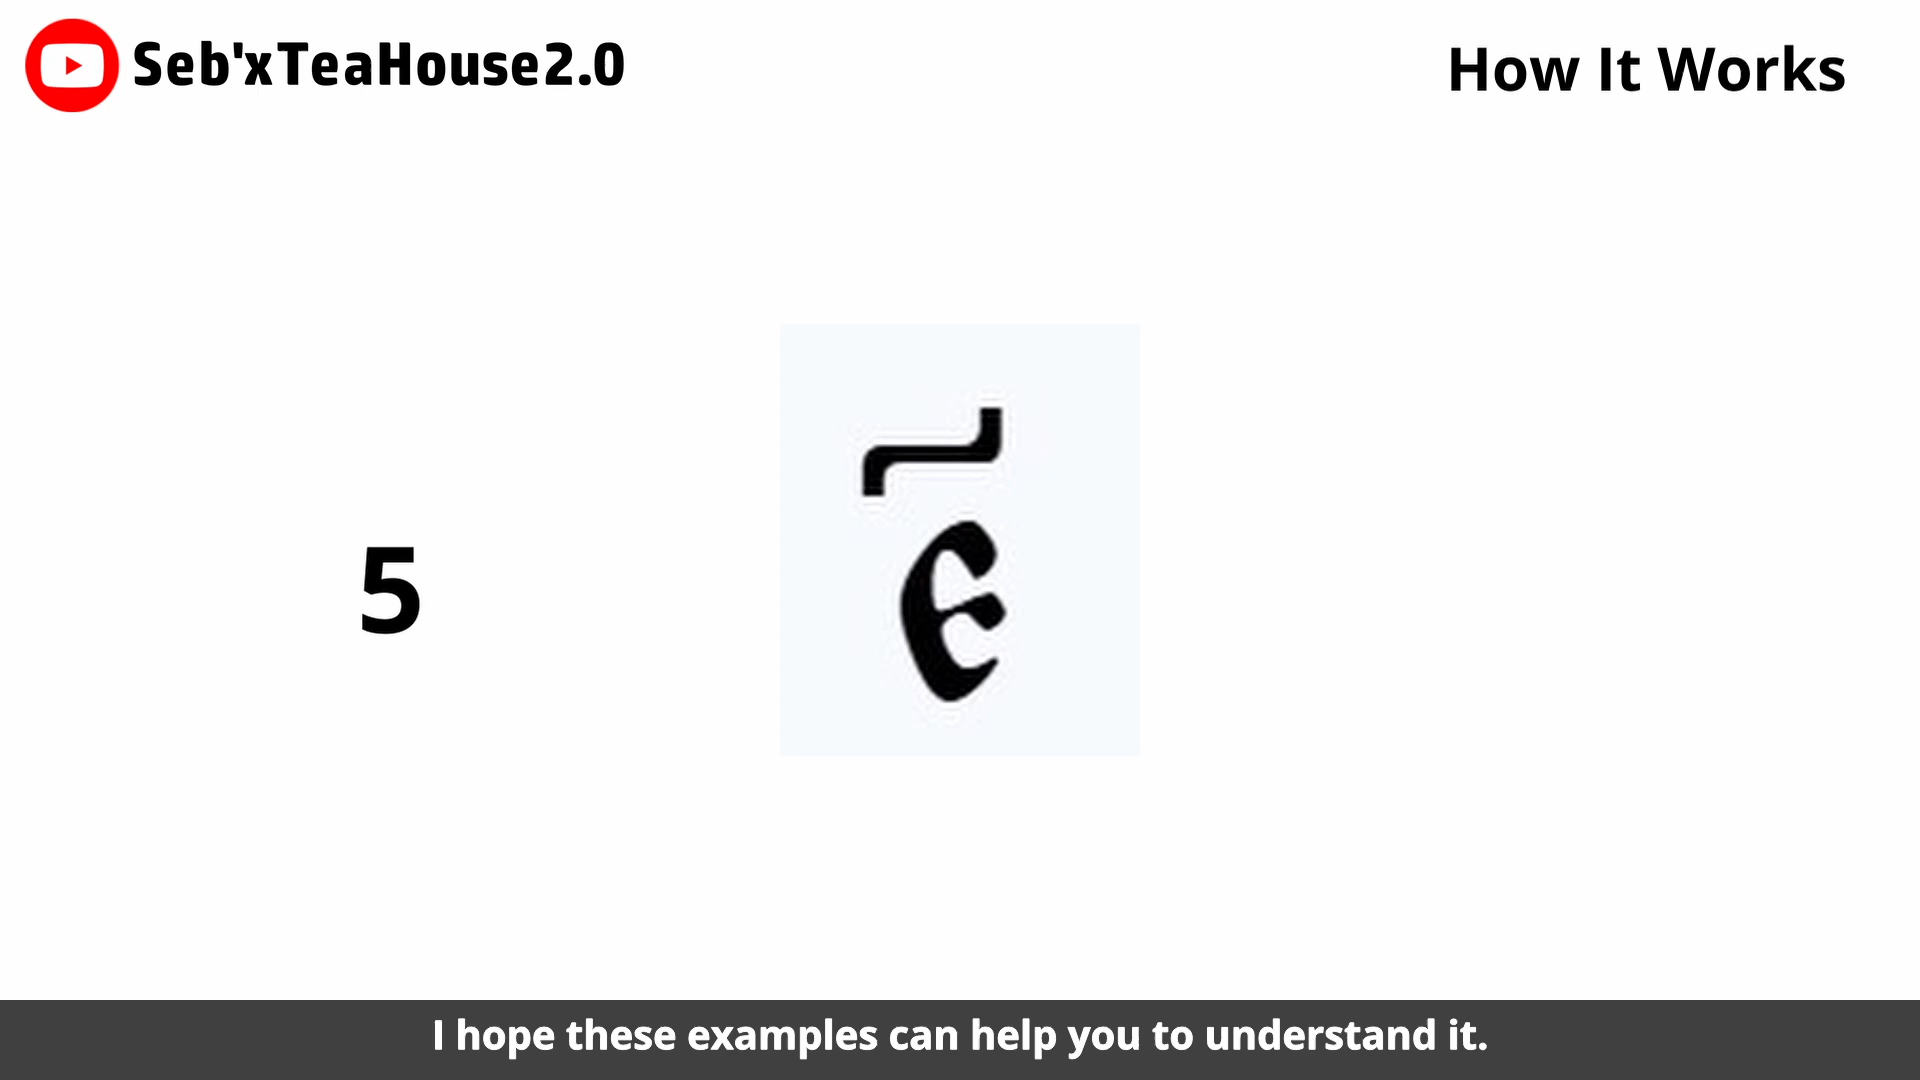 Seb'xTeaHouse2.0
How It Works
5
є҃
I hope these examples can help you to understand it.